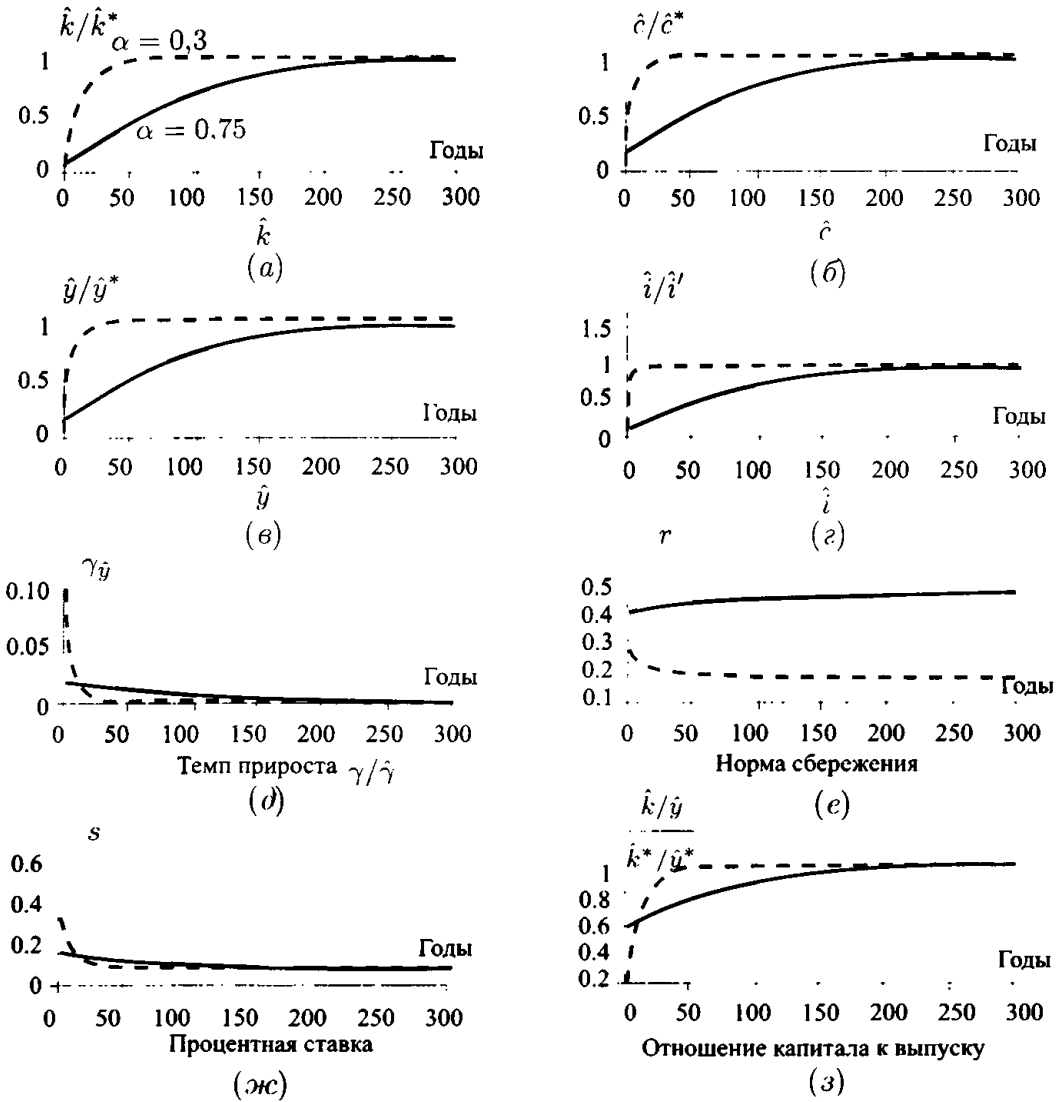 k̂/k̂*
α = 0,3
1
0.5
α = 0.75
Годы
0
0 50 100 150 200 250 300
k̂
(а)
ĉ/ĉ*
1
0.5
Годы
0
0 50 100 150 200 250 300
ĉ
(б)
ŷ/ŷ*
1
0.5
Годы
0
0 50 100 150 200 250 300
ŷ
(в)
î/î′
1.5
1
0.5
Годы
0
0 50 100 150 200 250 300
î
(г)
γŷ
0.10
0.05
Годы
0
0 50 100 150 200 250 300
Темп прироста γ/γ̂
(д)
r
0.5
0.4
0.3
0.2
0.1
Годы
0 50 100 150 200 250 300
Норма сбережения
(е)
s
0.6
0.4
0.2
Годы
0
0 50 100 150 200 250 300
Процентная ставка
(ж)
k̂/ŷ
k̂*/ŷ*
1
0.8
0.6
0.4
0.2
Годы
0 50 100 150 200 250 300
Отношение капитала к выпуску
(з)